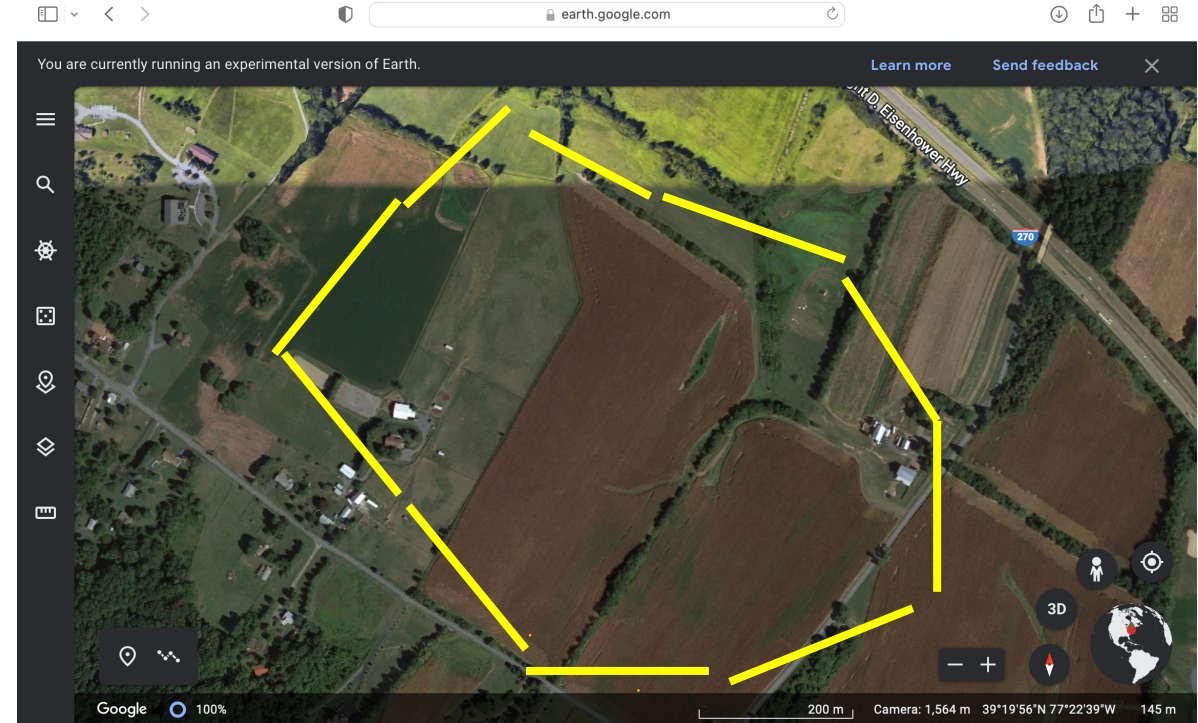 earth.google.com
You are currently running an experimental version of Earth.
Learn more
Send feedback
D. Eisenhower Hwy
270
3D
Google
100%
200 m
Camera: 1,564 m
39°19'56"N 77°22'39"W
145 m